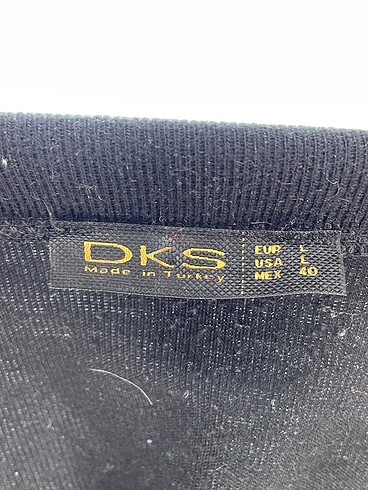 DKS
Made in Turkey
EUR L
USA L
MEX 40